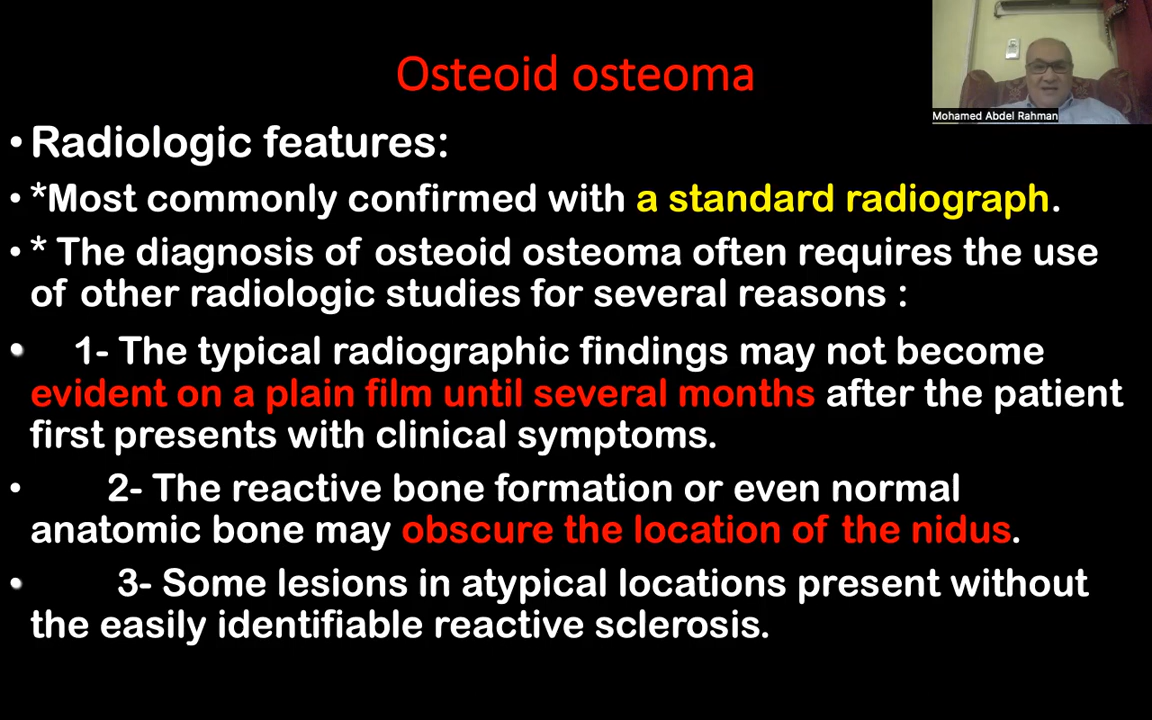 Osteoid osteoma
Mohamed Abdel Rahman
• Radiologic features:
• *Most commonly confirmed with a standard radiograph.
• * The diagnosis of osteoid osteoma often requires the use
of other radiologic studies for several reasons :
• 1- The typical radiographic findings may not become
evident on a plain film until several months after the patient
first presents with clinical symptoms.
• 2- The reactive bone formation or even normal
anatomic bone may obscure the location of the nidus.
• 3- Some lesions in atypical locations present without
the easily identifiable reactive sclerosis.